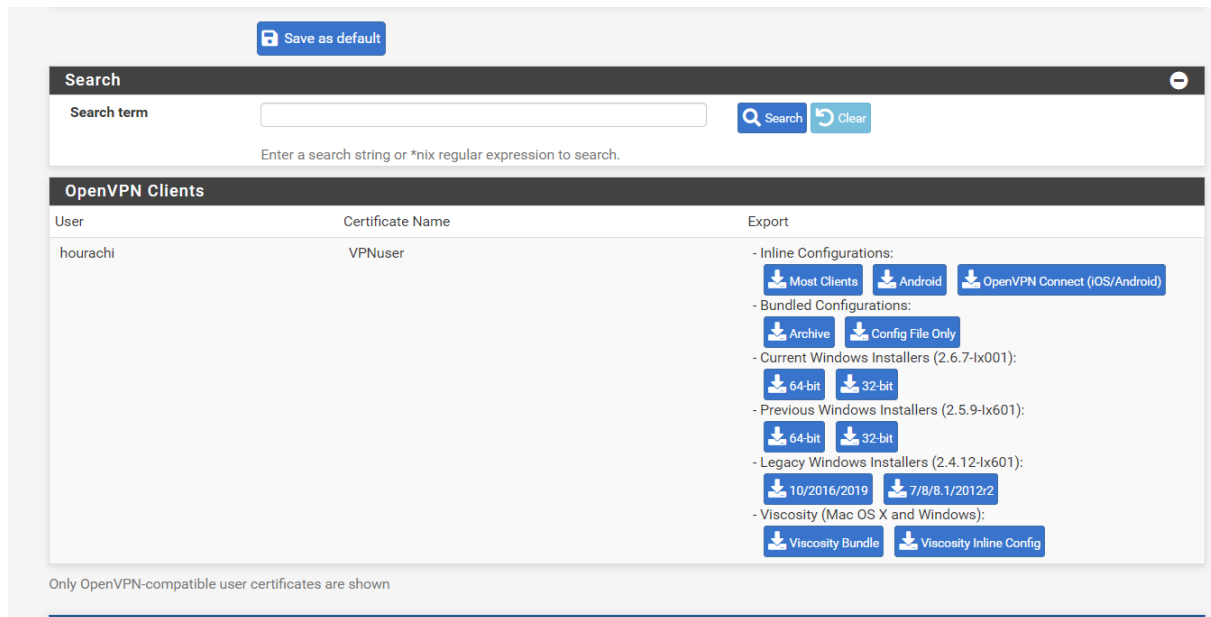 Save as default
Search
Search term
Search Clear
Enter a search string or *nix regular expression to search.
OpenVPN Clients
User Certificate Name Export
hourachi VPNuser - Inline Configurations:
Most Clients Android OpenVPN Connect (iOS/Android)
- Bundled Configurations:
Archive Config File Only
- Current Windows Installers (2.6.7-Ix001):
64-bit 32-bit
- Previous Windows Installers (2.5.9-Ix601):
64-bit 32-bit
- Legacy Windows Installers (2.4.12-Ix601):
10/2016/2019 7/8/8.1/2012r2
- Viscosity (Mac OS X and Windows):
Viscosity Bundle Viscosity Inline Config
Only OpenVPN-compatible user certificates are shown